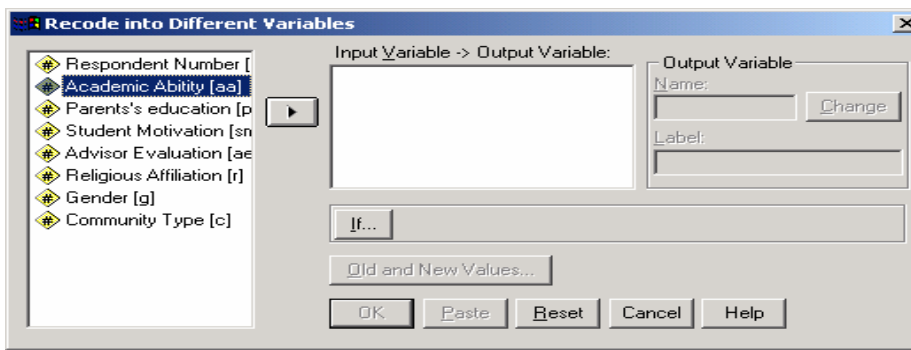 Recode into Different Variables
Respondent Number [
Academic Abitity [aa]
Parents's education [p
Student Motivation [sm
Advisor Evaluation [ae
Religious Affiliation [r]
Gender [g]
Community Type [c]
Input Variable -> Output Variable:
Output Variable
Name:
Change
Label:
If...
Old and New Values...
OK
Paste
Reset
Cancel
Help